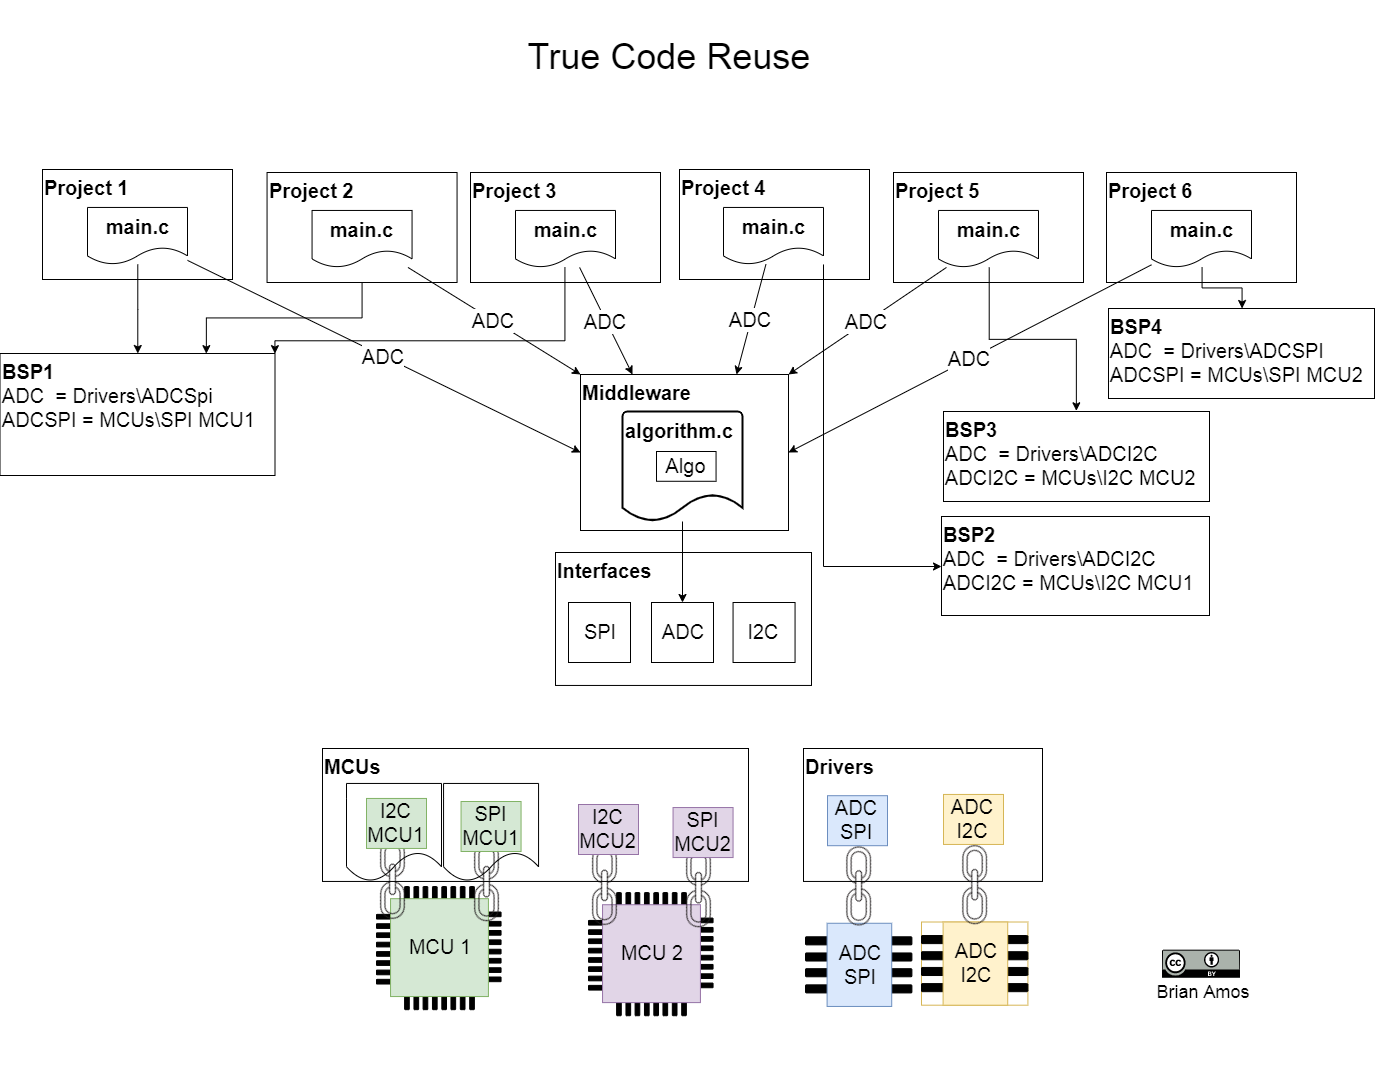 True Code Reuse
Project 1
main.c
Project 2
main.c
Project 3
main.c
Project 4
main.c
Project 5
main.c
Project 6
main.c
ADC
ADC
ADC
ADC
ADC
ADC
BSP1
ADC  = Drivers\ADCSpi
ADCSPI = MCUs\SPI MCU1
Middleware
algorithm.c
Algo
BSP4
ADC  = Drivers\ADCSPI
ADCSPI = MCUs\SPI MCU2
BSP3
ADC  = Drivers\ADCI2C
ADCI2C = MCUs\I2C MCU2
BSP2
ADC  = Drivers\ADCI2C
ADCI2C = MCUs\I2C MCU1
Interfaces
SPI
ADC
I2C
MCUs
I2C
MCU1
SPI
MCU1
I2C
MCU2
SPI
MCU2
MCU 1
MCU 2
Drivers
ADC
SPI
ADC
I2C
ADC
SPI
ADC
I2C
cc
BY
Brian Amos